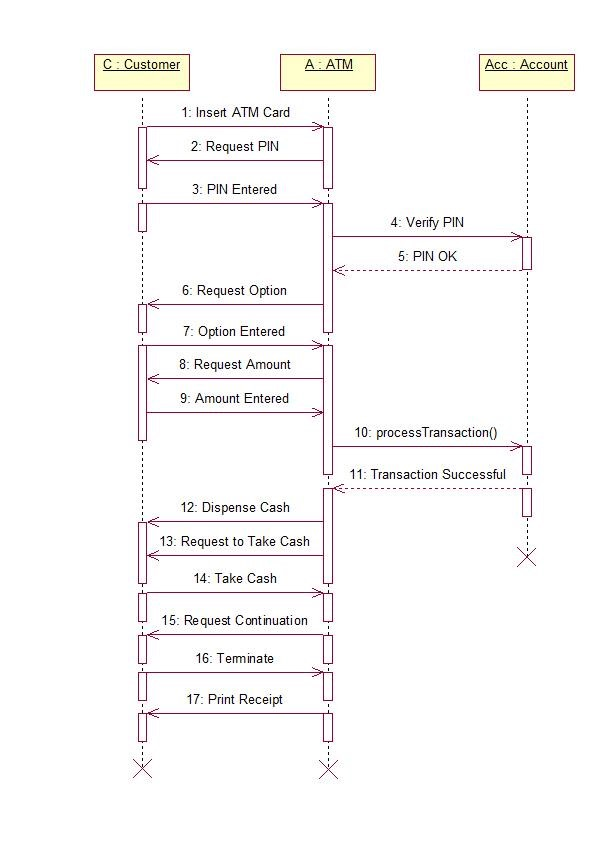 C : Customer
A : ATM
Acc : Account
1: Insert ATM Card
2: Request PIN
3: PIN Entered
4: Verify PIN
5: PIN OK
6: Request Option
7: Option Entered
8: Request Amount
9: Amount Entered
10: processTransaction()
11: Transaction Successful
12: Dispense Cash
13: Request to Take Cash
14: Take Cash
15: Request Continuation
16: Terminate
17: Print Receipt